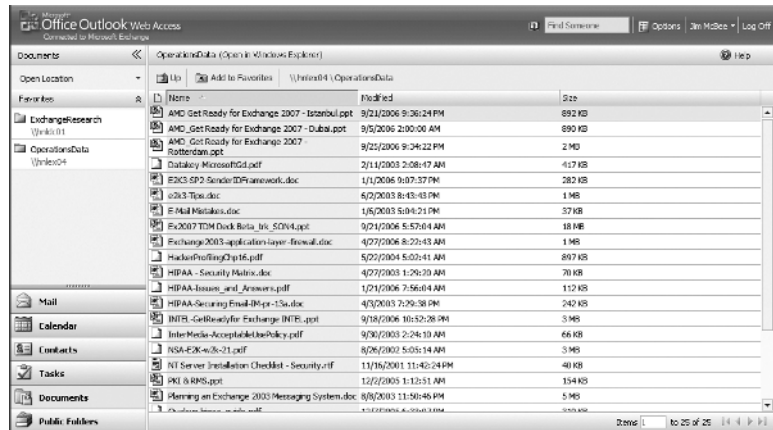 Microsoft
Office Outlook Web Access
Connected to Microsoft Exchange
Find Someone
Options
Jim McBee
Log Off
Documents
OperationsData (Open in Windows Explorer)
Help
Open Location
Up
Add to Favorites
\\hnlex04\OperationsData
Favorites
Name Modified Size
ExchangeResearch
OperationsData
\\hnlex04
AMD Get Ready for Exchange 2007 - Istanbul.ppt 9/21/2006 9:36:24 PM 892 KB
AMD_Get Ready for Exchange 2007 - Dubai.ppt 9/5/2006 2:00:00 AM 890 KB
AMD_Get Ready for Exchange 2007 -
Rotterdam.ppt 9/25/2006 9:34:22 PM 2 MB
Datakey-MicrosoftGd.pdf 2/11/2003 2:08:47 AM 417 KB
E2K3-SP2-SenderIDFramework.doc 1/1/2006 9:07:37 PM 282 KB
e2k3-Tips.doc 6/2/2003 8:43:43 PM 1 MB
E-Mail Mistakes.doc 1/6/2003 5:04:21 PM 37 KB
Ex2007 TDM Deck Beta_trk_SON4.ppt 9/21/2006 5:57:04 AM 18 MB
Exchange2003-application-layer-firewall.doc 4/27/2006 8:22:43 AM 1 MB
HackerProfilingChp16.pdf 5/22/2004 5:02:41 AM 897 KB
HIPAA - Security Matrix.doc 4/27/2003 1:29:20 AM 70 KB
HIPAA-Issues_and_Answers.pdf 1/21/2006 7:56:04 AM 112 KB
HIPAA-Securing Email-IM-pr-13a.doc 4/3/2003 7:29:38 PM 242 KB
INTEL-GetReadyfor Exchange INTEL.ppt 9/18/2006 10:52:28 PM 3 MB
InterMedia-AcceptableUsePolicy.pdf 9/30/2003 2:24:10 AM 66 KB
NSA-E2K-w2k-21.pdf 8/26/2002 5:05:14 AM 3 MB
NT Server Installation Checklist - Security.rtf 11/16/2001 11:42:24 PM 40 KB
PKI & RMS.ppt 12/2/2005 1:12:51 AM 154 KB
Planning an Exchange 2003 Messaging System.doc 8/8/2003 11:50:46 PM 5 MB
Mail
Calendar
Contacts
Tasks
Documents
Public Folders
Items 1 to 25 of 25